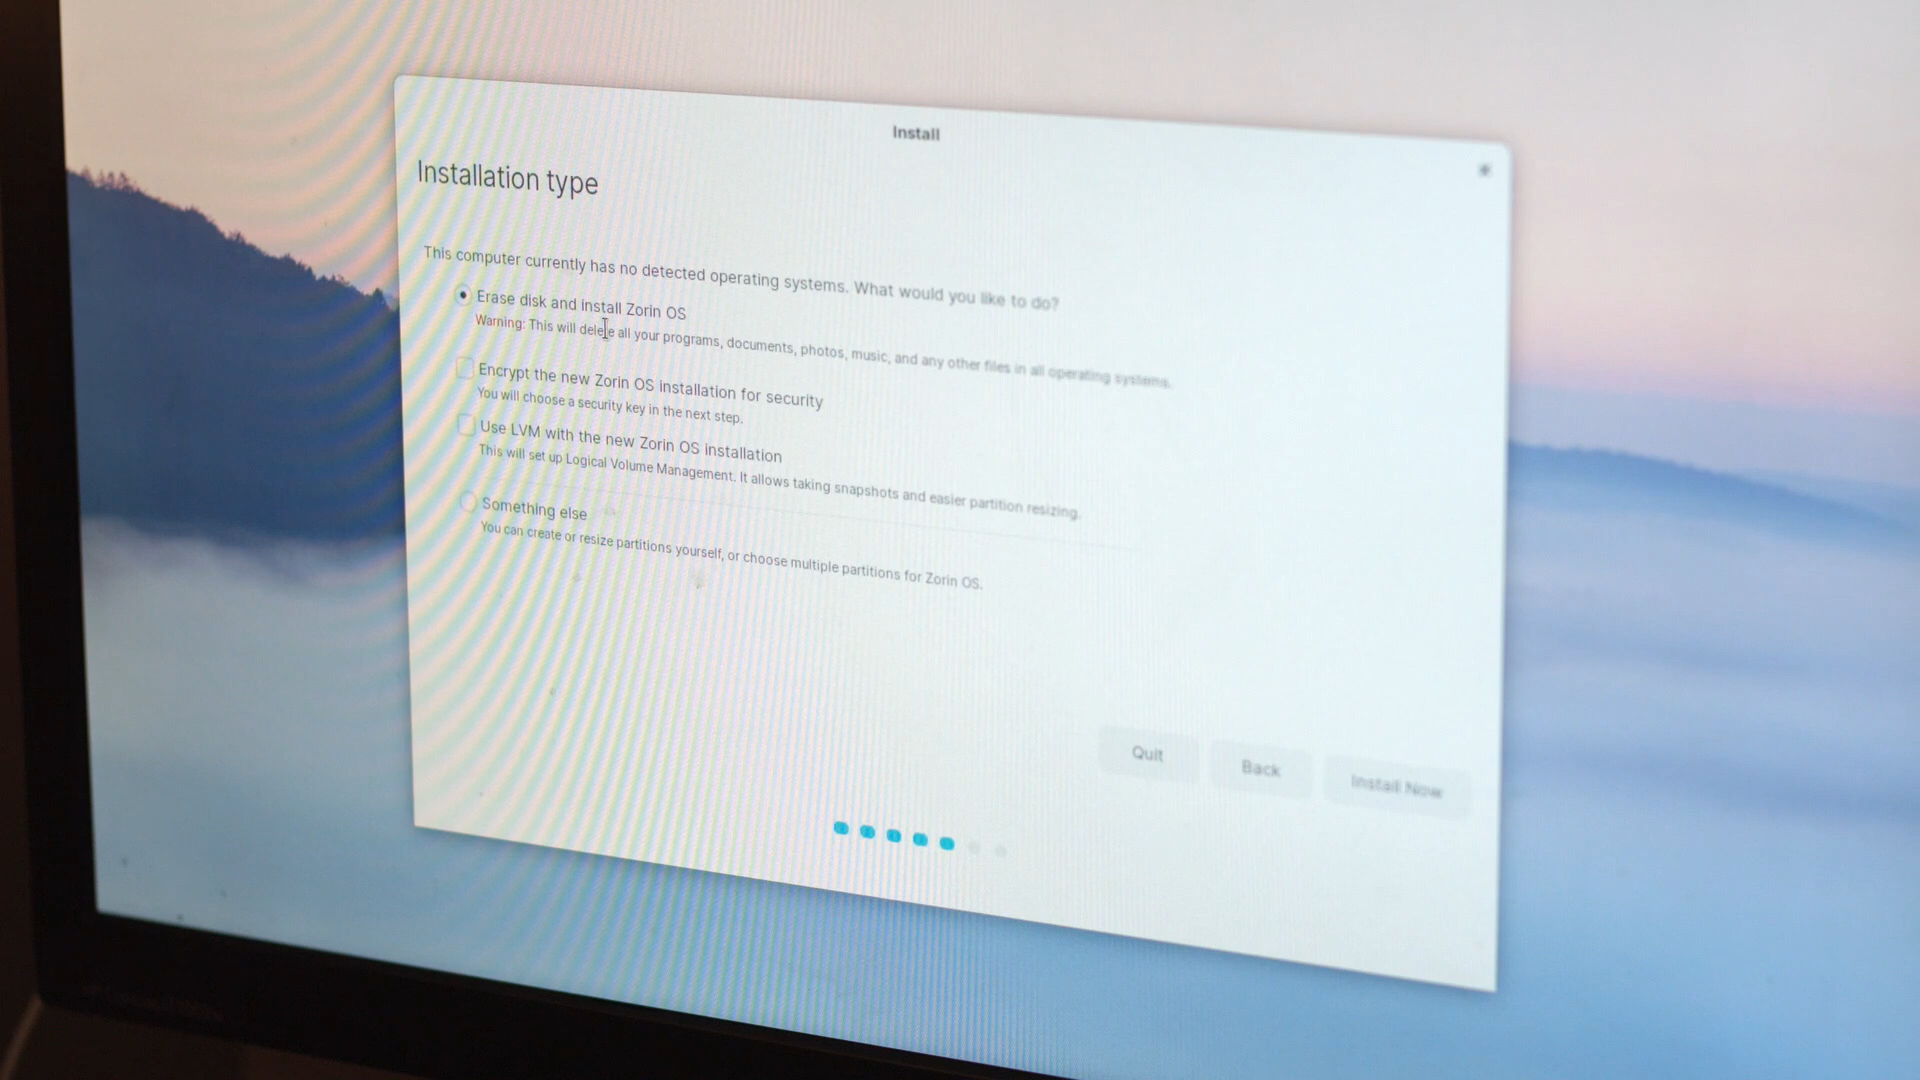 Install
Installation type
This computer currently has no detected operating systems. What would you like to do?
Erase disk and install Zorin OS
Warning: This will delete all your programs, documents, photos, music, and any other files in all operating systems.
Encrypt the new Zorin OS installation for security
You will choose a security key in the next step.
Use LVM with the new Zorin OS installation
This will set up Logical Volume Management. It allows taking snapshots and easier partition resizing.
Something else
You can create or resize partitions yourself, or choose multiple partitions for Zorin OS.
Quit
Back
Install Now